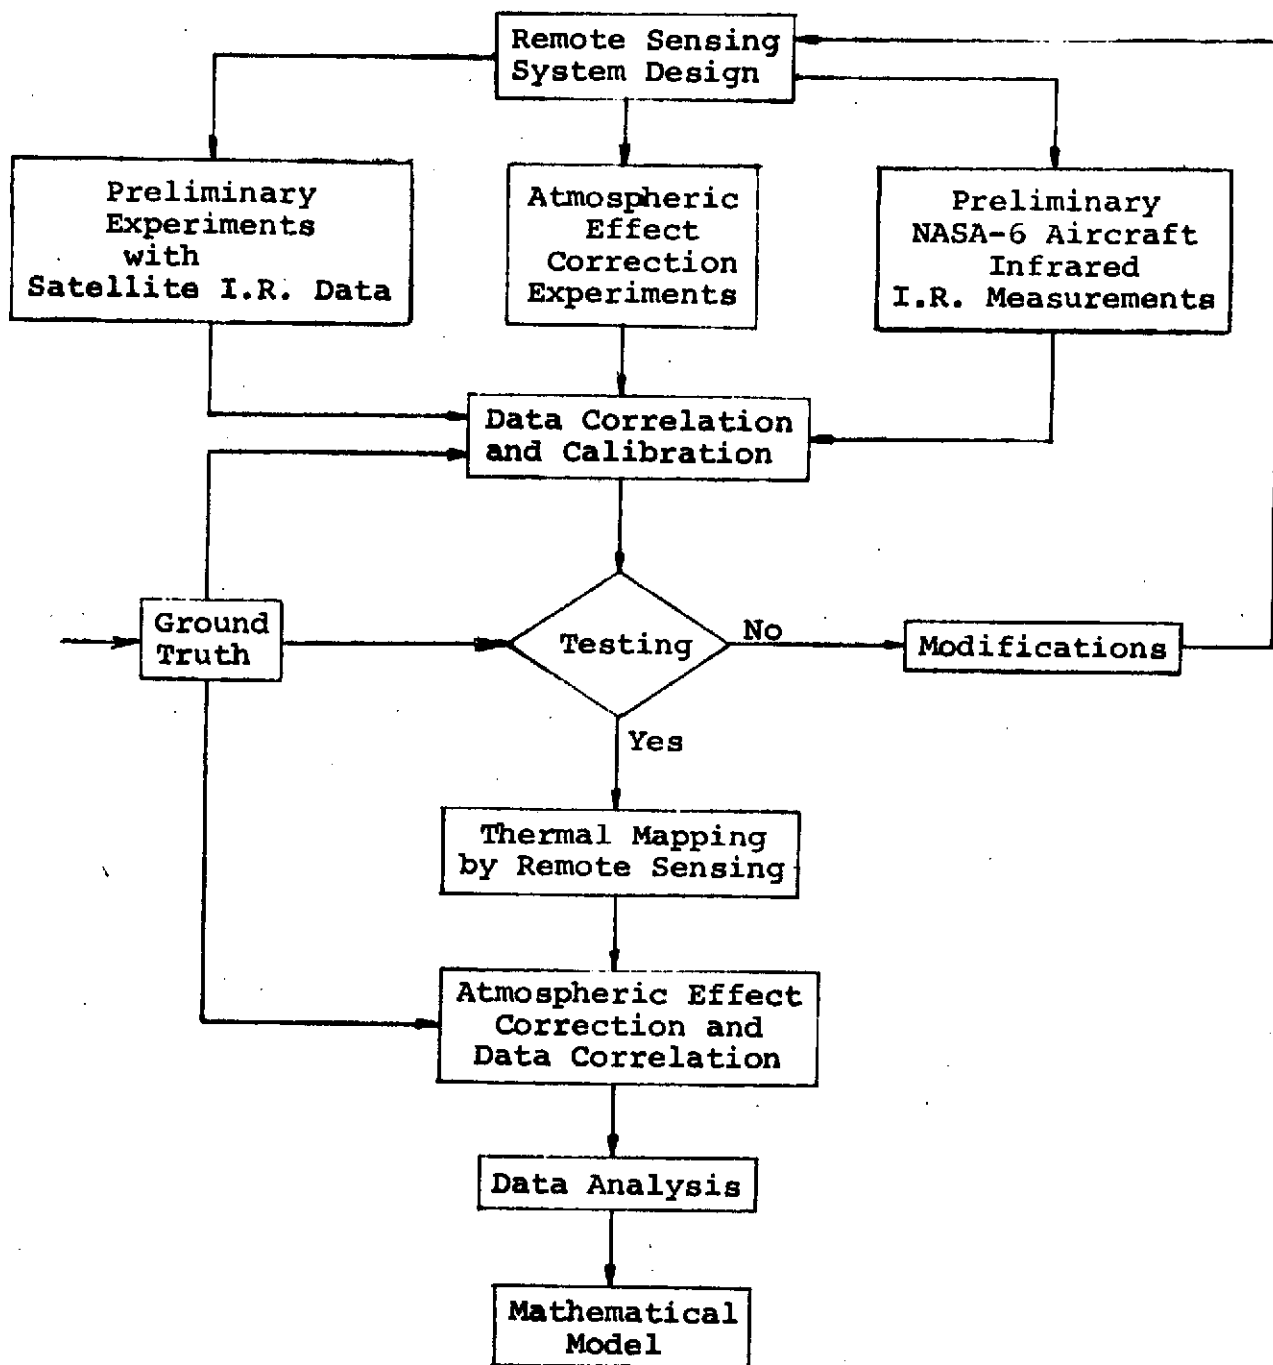 Remote Sensing
System Design
Preliminary
Experiments
with
Satellite I.R. Data
Atmospheric
Effect
Correction
Experiments
Preliminary
NASA-6 Aircraft
Infrared
I.R. Measurements
Data Correlation
and Calibration
Ground
Truth
Testing
No
Modifications
Yes
Thermal Mapping
by Remote Sensing
Atmospheric Effect
Correction and
Data Correlation
Data Analysis
Mathematical
Model